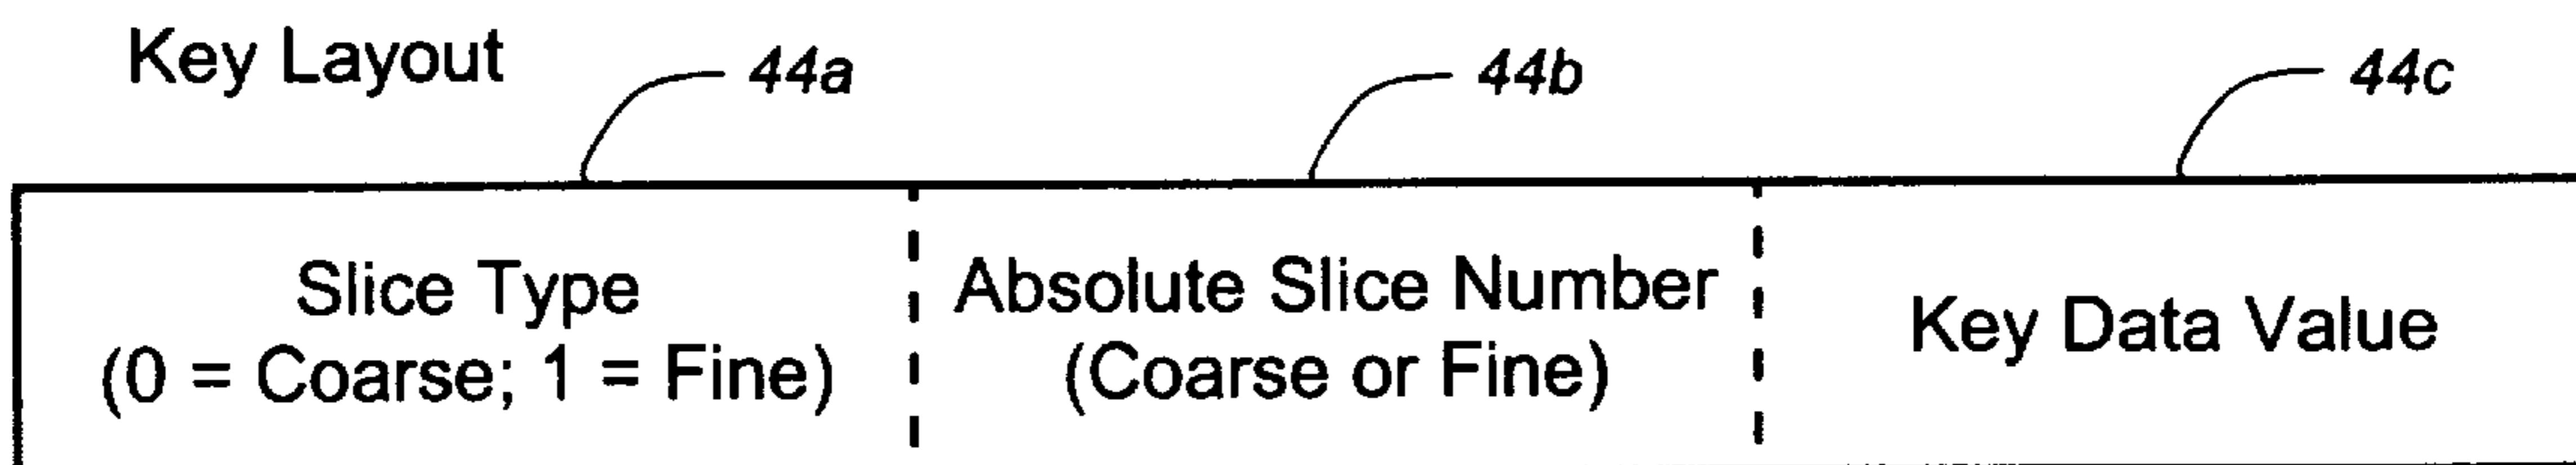 Key Layout
44a
44b
44c
Slice Type
(0 = Coarse; 1 = Fine)
Absolute Slice Number
(Coarse or Fine)
Key Data Value